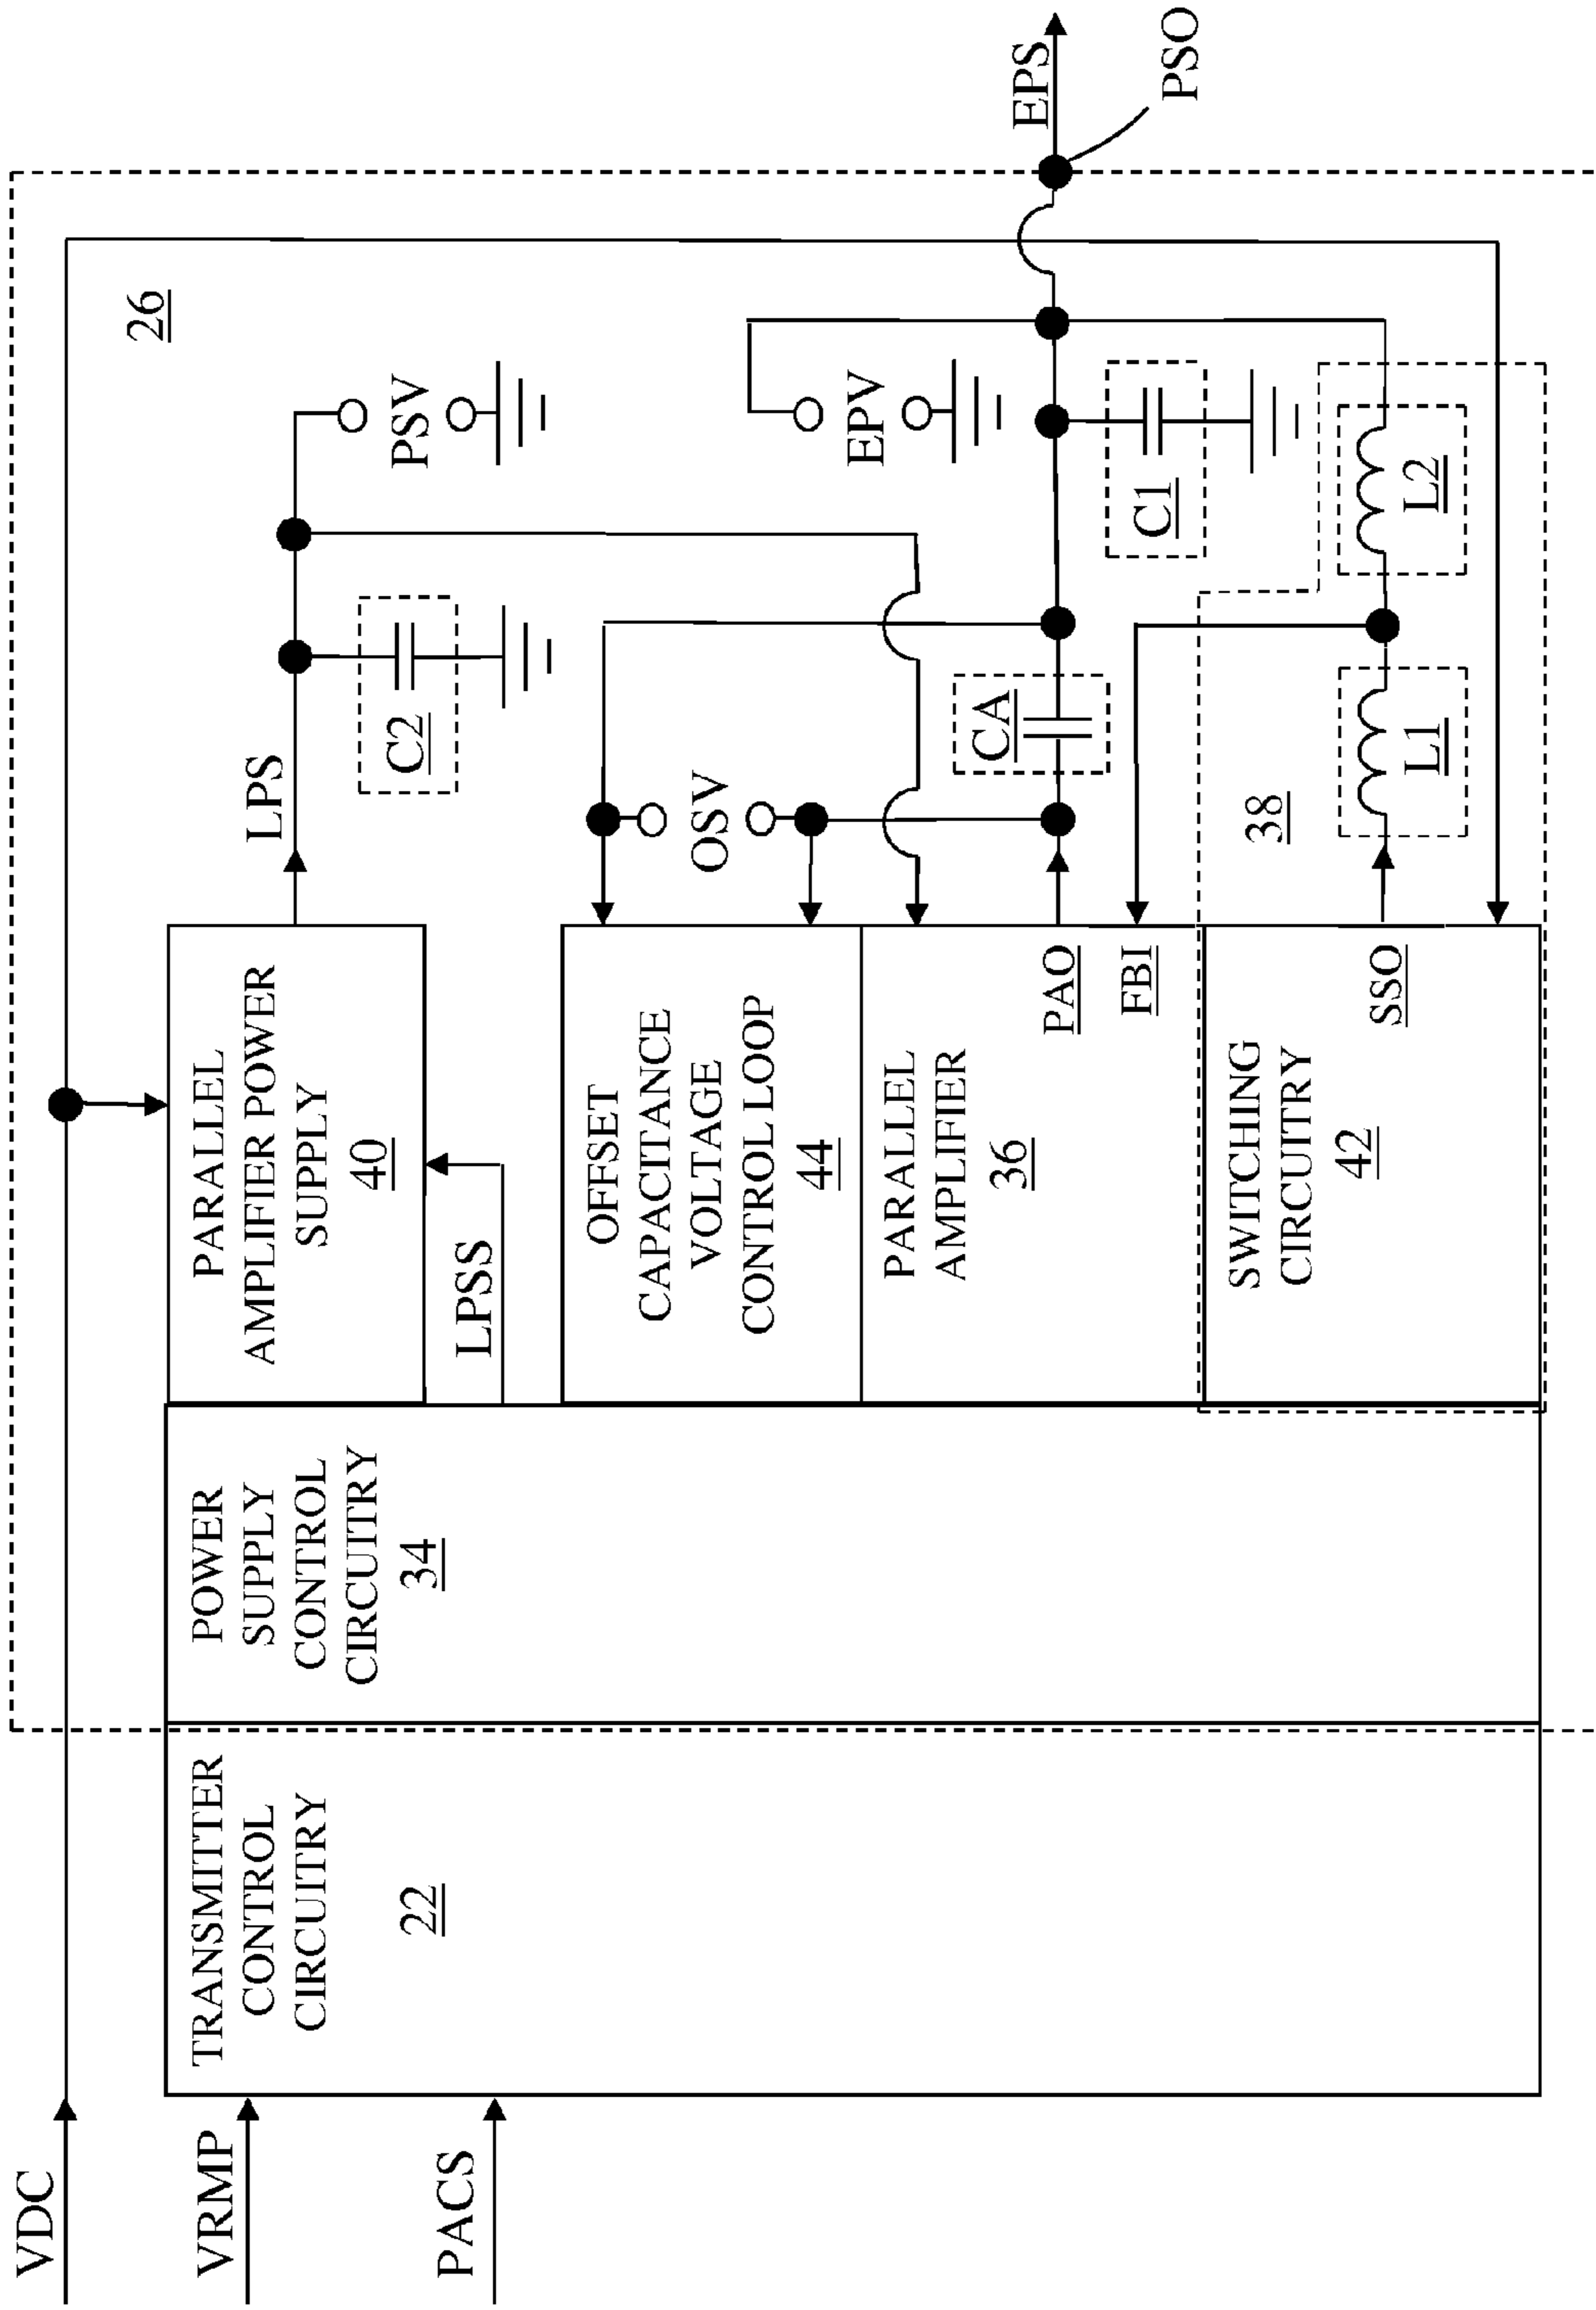 VDC
VRMP
PACS
TRANSMITTER
CONTROL
CIRCUITRY
22
POWER
SUPPLY
CONTROL
CIRCUITRY
34
PARALLEL
AMPLIFIER POWER
SUPPLY
40
LPSS
OFFSET
CAPACITANCE
VOLTAGE
CONTROL LOOP
44
PARALLEL
AMPLIFIER
36
PAO
FBI
SWITCHING
CIRCUITRY
42
SSO
LPS
C2
PSV
26
OSV
CA
EPV
C1
38
L1
L2
EPS
PSO